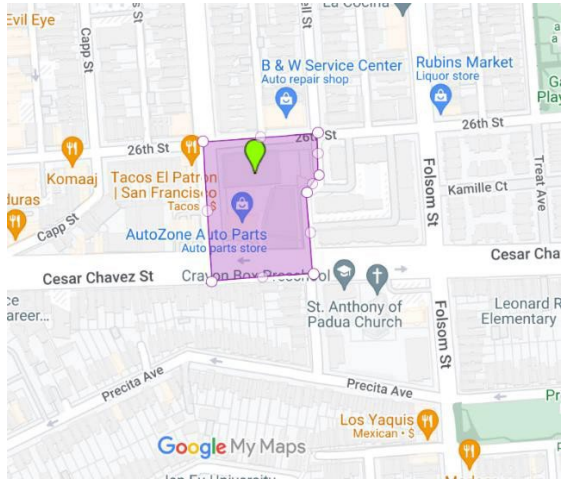 Evil Eye
Capp St
La Cocina
B & W Service Center
Auto repair shop
Rubins Market
Liquor store
26th St
26th St
26th St
Komaaj
Tacos El Patron
| San Francisco
Tacos • $
Folsom St
Kamille Ct
Treat Ave
Capp St
AutoZone Auto Parts
Auto parts store
Cesar Chavez St
Crayon Box Preschool
Cesar Cha
St. Anthony of
Padua Church
Folsom St
Leonard R
Elementary
Precita Ave
Precita Ave
Los Yaquis
Mexican • $
Google My Maps